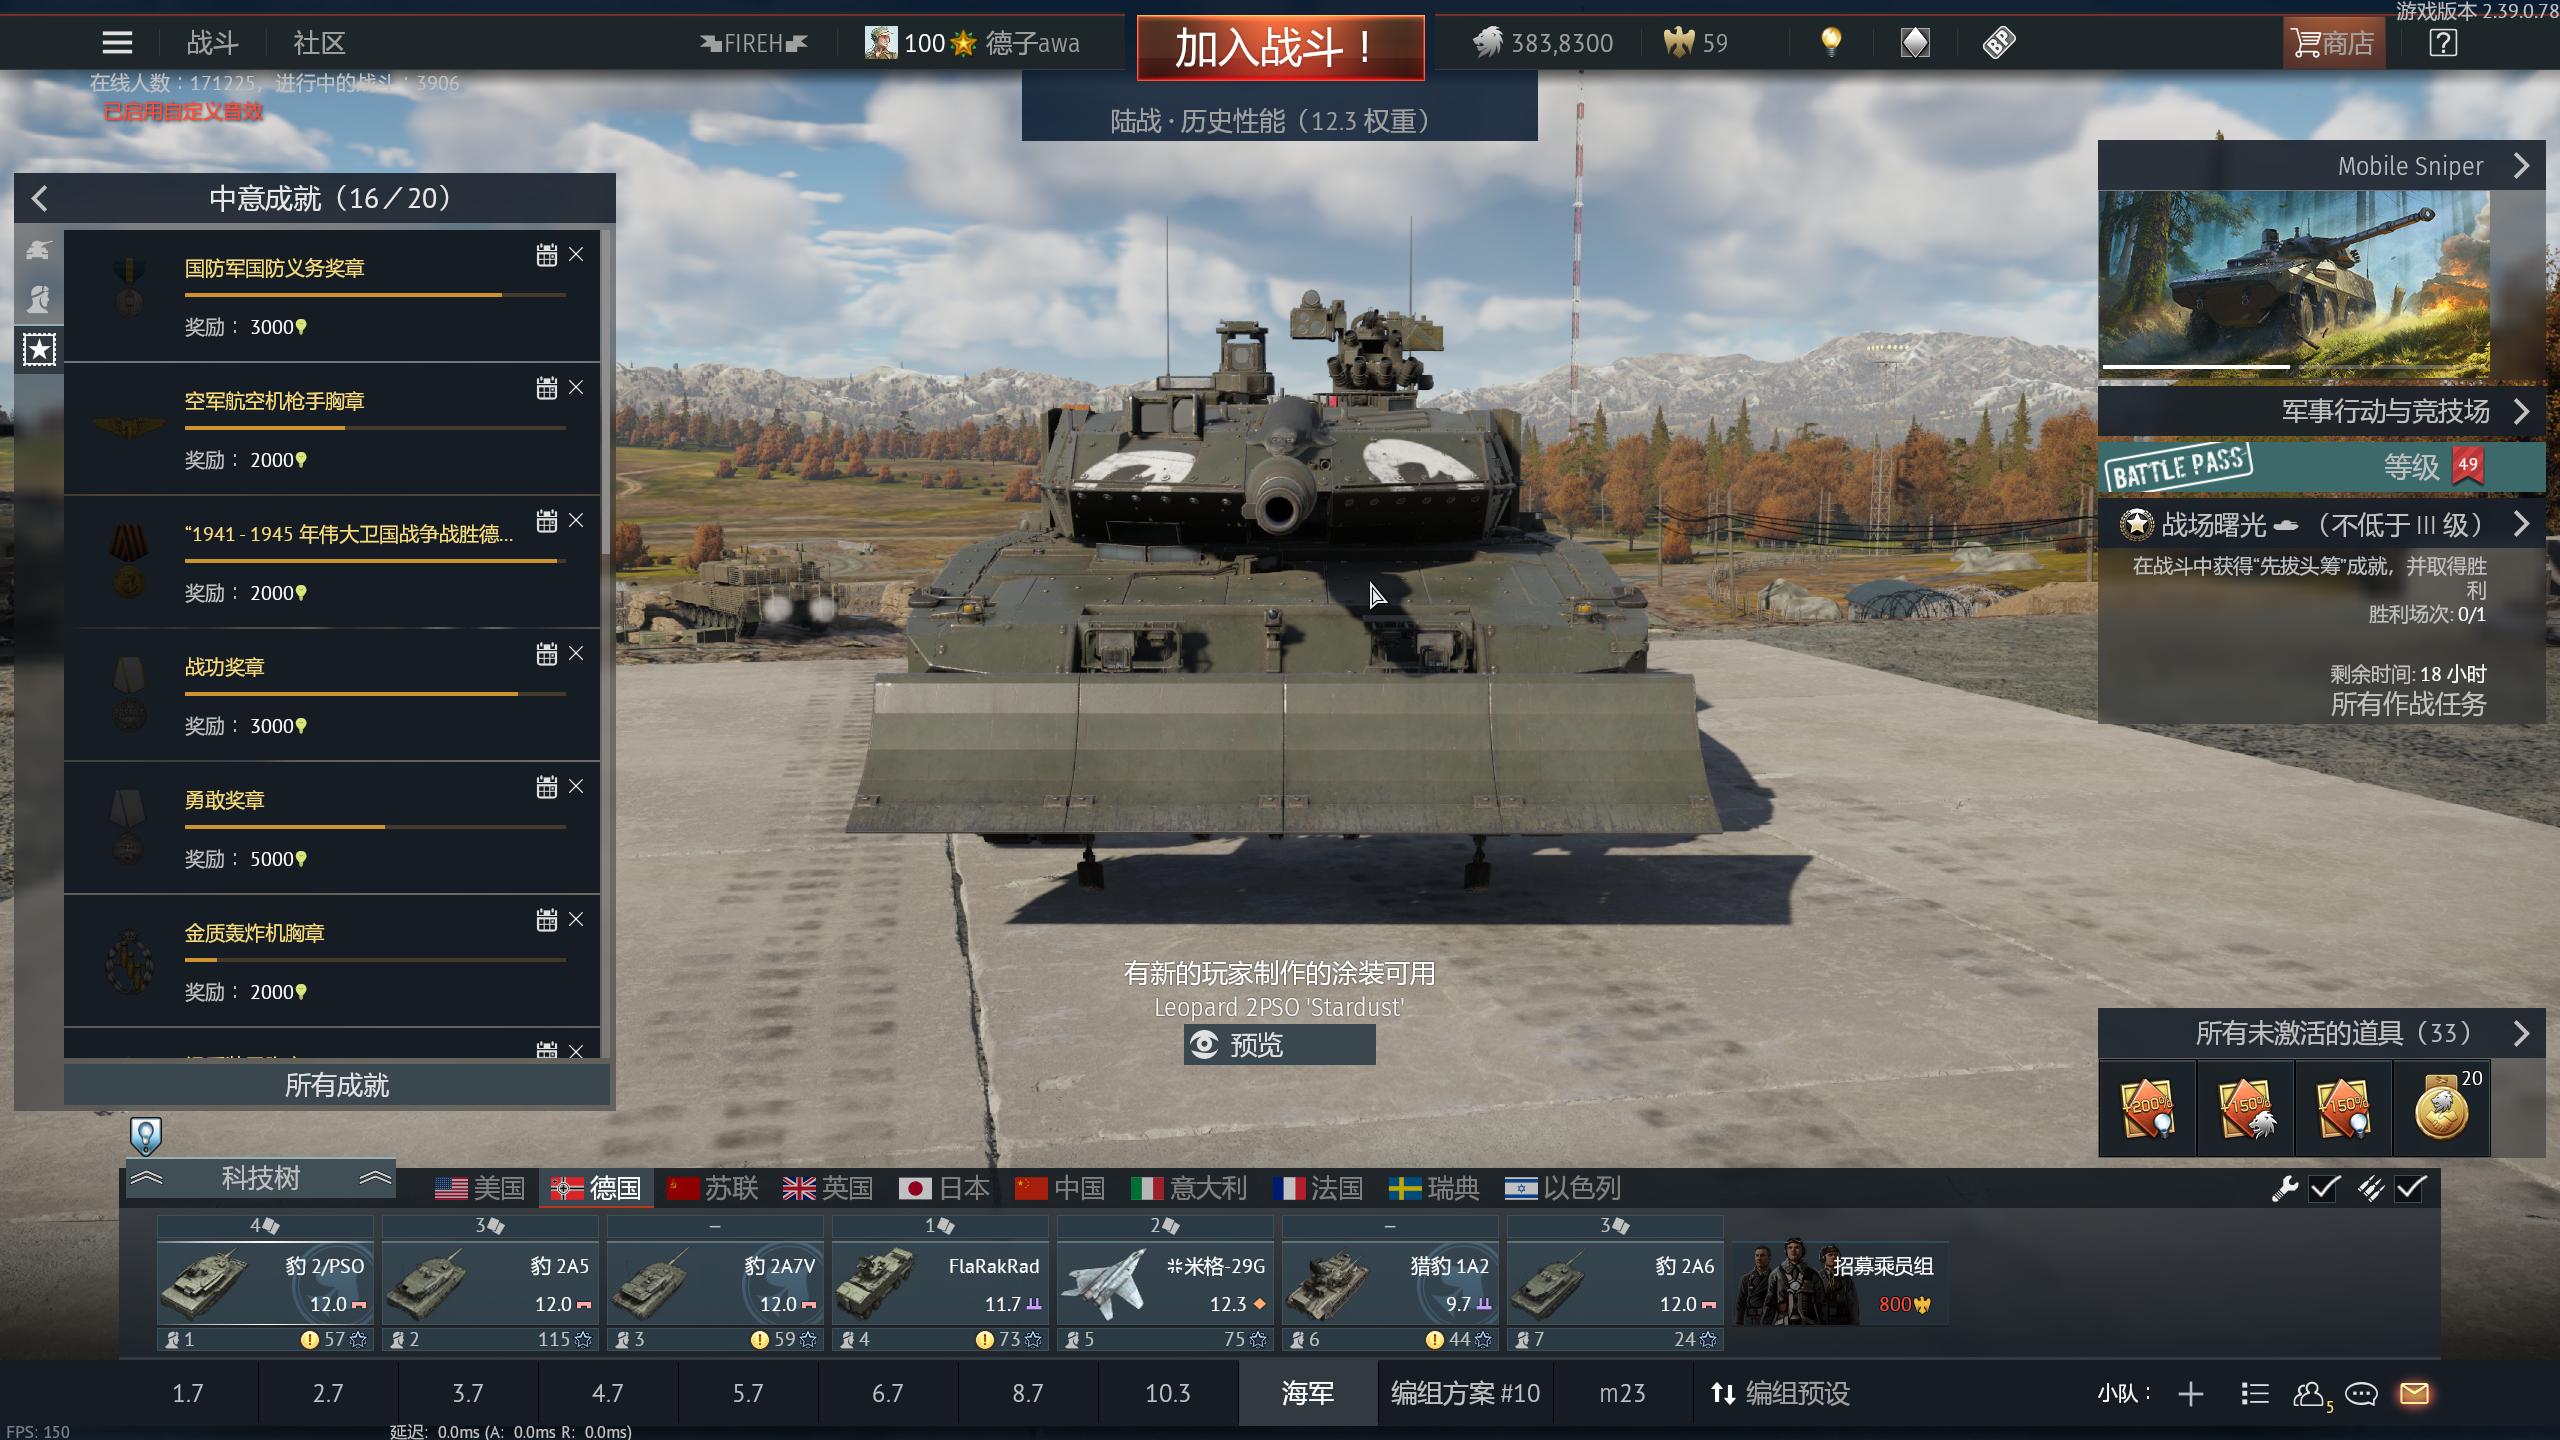 游戏版本 2.39.0.78
战斗
社区
FIREH
100
德子awa
加入战斗！
383,8300
59
BP
商店
?
在线人数：171225，进行中的战斗：3906
已启用自定义音效
陆战 · 历史性能（12.3 权重）
中意成就（16／20）
国防军国防义务奖章
奖励： 3000
空军航空机枪手胸章
奖励： 2000
“1941 - 1945 年伟大卫国战争战胜德...
奖励： 2000
战功奖章
奖励： 3000
勇敢奖章
奖励： 5000
金质轰炸机胸章
奖励： 2000
所有成就
Mobile Sniper
军事行动与竞技场
BATTLE PASS
等级 49
战场曙光 （不低于 III 级）
在战斗中获得“先拔头筹”成就，并取得胜
利
胜利场次: 0/1
剩余时间: 18 小时
所有作战任务
有新的玩家制作的涂装可用
Leopard 2PSO 'Stardust'
预览
所有未激活的道具（33）
+200%
+150%
+150%
20
科技树
美国
德国
苏联
英国
日本
中国
意大利
法国
瑞典
以色列
4
3
–
1
2
–
3
豹 2/PSO
12.0
豹 2A5
12.0
豹 2A7V
12.0
FlaRakRad
11.7
米格-29G
12.3
猎豹 1A2
9.7
豹 2A6
12.0
招募乘员组
800
1
57
2
115
3
59
4
73
5
75
6
44
7
24
1.7
2.7
3.7
4.7
5.7
6.7
8.7
10.3
海军
编组方案 #10
m23
编组预设
小队：
5
FPS: 150
延迟: 0.0ms (A: 0.0ms R: 0.0ms)